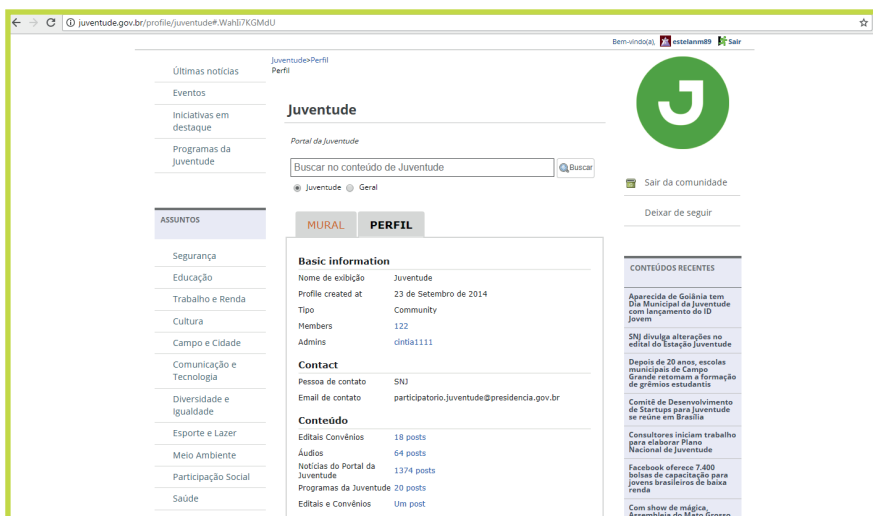 juventude.gov.br/profile/juventude#.WahIi7KGMdU
Bem-vindo(a), estelanm89 Sair
Últimas notícias
Eventos
Iniciativas em
destaque
Programas da
Juventude
ASSUNTOS
Segurança
Educação
Trabalho e Renda
Cultura
Campo e Cidade
Comunicação e
Tecnologia
Diversidade e
Igualdade
Esporte e Lazer
Meio Ambiente
Participação Social
Saúde
Juventude>Perfil
Perfil
Juventude
Portal da Juventude
Buscar no conteúdo de Juventude
Buscar
Juventude Geral
MURAL PERFIL
Basic information
Nome de exibição Juventude
Profile created at 23 de Setembro de 2014
Tipo Community
Members 122
Admins cintia1111
Contact
Pessoa de contato SNJ
Email de contato participatorio.juventude@presidencia.gov.br
Conteúdo
Editais Convênios 18 posts
Áudios 64 posts
Notícias do Portal da
Juventude 1374 posts
Programas da Juventude 20 posts
Editais e Convênios Um post
J
Sair da comunidade
Deixar de seguir
CONTEÚDOS RECENTES
Aparecida de Goiânia tem
Dia Municipal da Juventude
com lançamento do ID
Jovem
SNJ divulga alterações no
edital do Estação Juventude
Depois de 20 anos, escolas
municipais de Campo
Grande retomam a formação
de grêmios estudantis
Comitê de Desenvolvimento
de Startups para Juventude
se reúne em Brasília
Consultores iniciam trabalho
para elaborar Plano
Nacional de Juventude
Facebook oferece 7.400
bolsas de capacitação para
jovens brasileiros de baixa
renda
Com show de mágica,
Assembleia do Mato Grosso